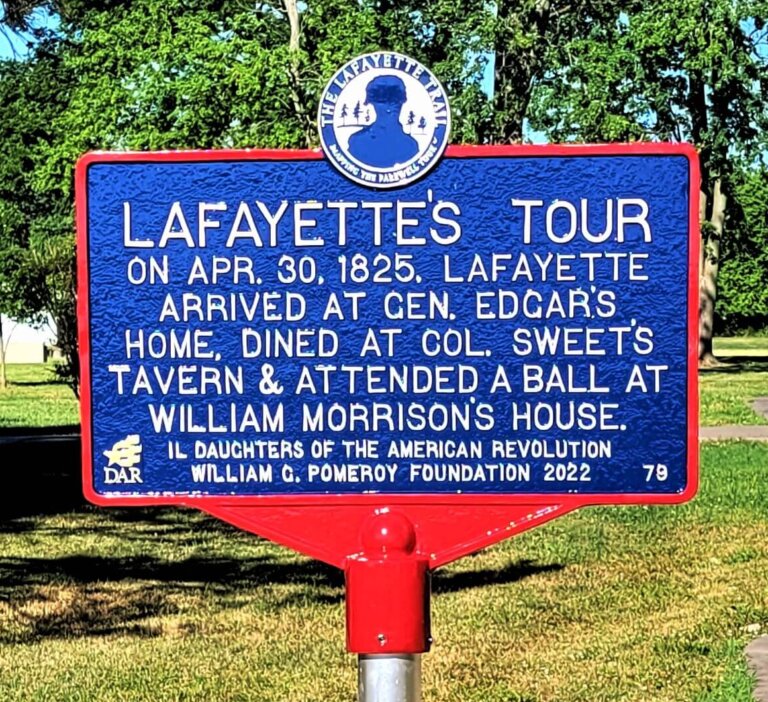 THE LAFAYETTE TRAIL
MAPPING THE FAREWELL TOUR
LAFAYETTE'S TOUR
ON APR. 30, 1825, LAFAYETTE
ARRIVED AT GEN. EDGAR'S
HOME, DINED AT COL. SWEET'S
TAVERN & ATTENDED A BALL AT
WILLIAM MORRISON'S HOUSE.
IL DAUGHTERS OF THE AMERICAN REVOLUTION
WILLIAM G. POMEROY FOUNDATION 2022 79
DAR